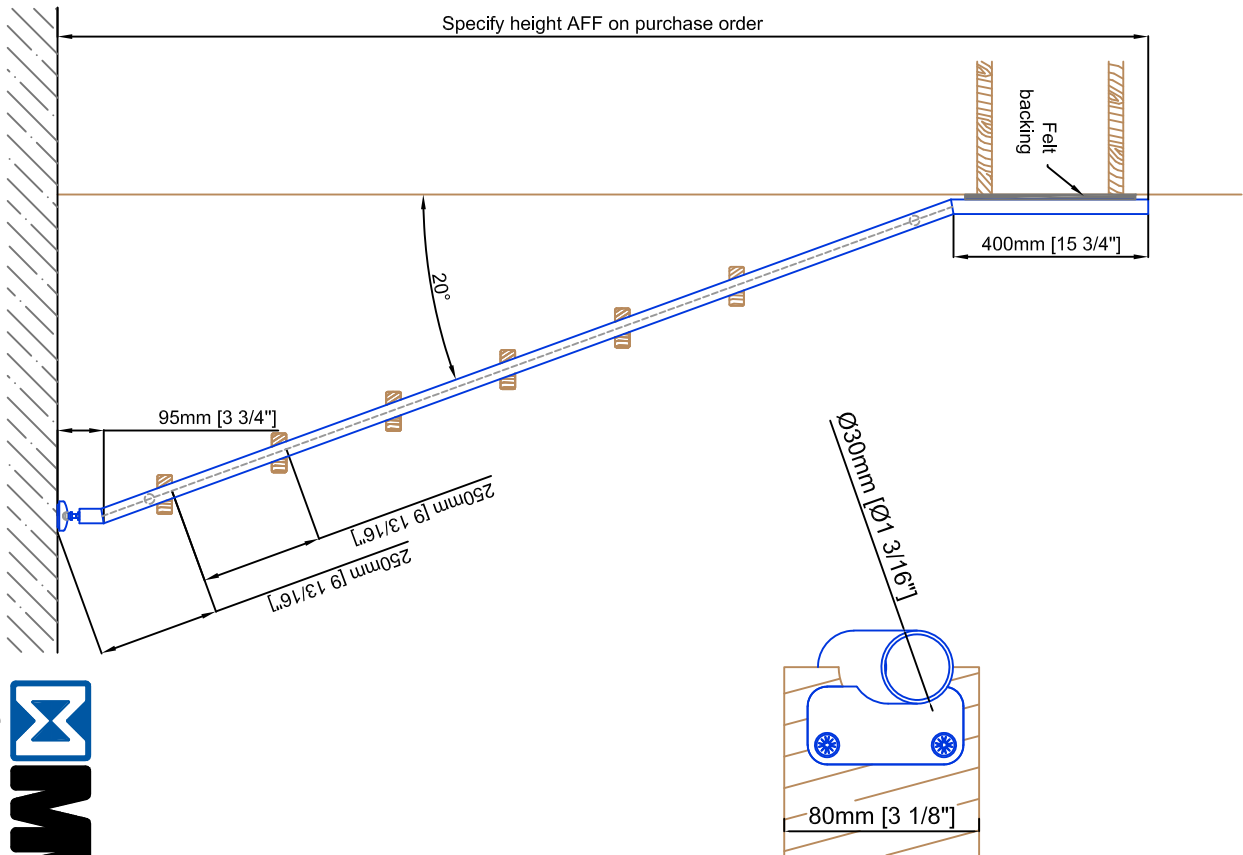 Specify height AFF on purchase order
Felt
backing
400mm [15 3/4"]
20°
95mm [3 3/4"]
250mm [9 13/16"]
250mm [9 13/16"]
Ø30mm [Ø1 3/16"]
80mm [3 1/8"]
M